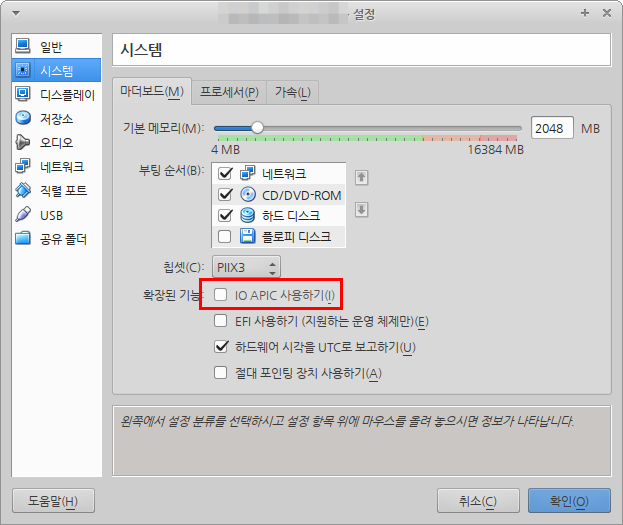 설정
일반
시스템
디스플레이
저장소
오디오
네트워크
직렬 포트
USB
공유 폴더
시스템
마더보드(M) 프로세서(P) 가속(L)
기본 메모리(M): 2048 MB
4 MB 16384 MB
부팅 순서(B): 네트워크
CD/DVD-ROM
하드 디스크
플로피 디스크
칩셋(C): PIIX3
확장된 기능: IO APIC 사용하기(I)
EFI 사용하기 (지원하는 운영 체제만)(E)
하드웨어 시각을 UTC로 보고하기(U)
절대 포인팅 장치 사용하기(A)
왼쪽에서 설정 분류를 선택하시고 설정 항목 위에 마우스를 올려 놓으시면 정보가 나타납니다.
도움말(H) 취소(C) 확인(O)